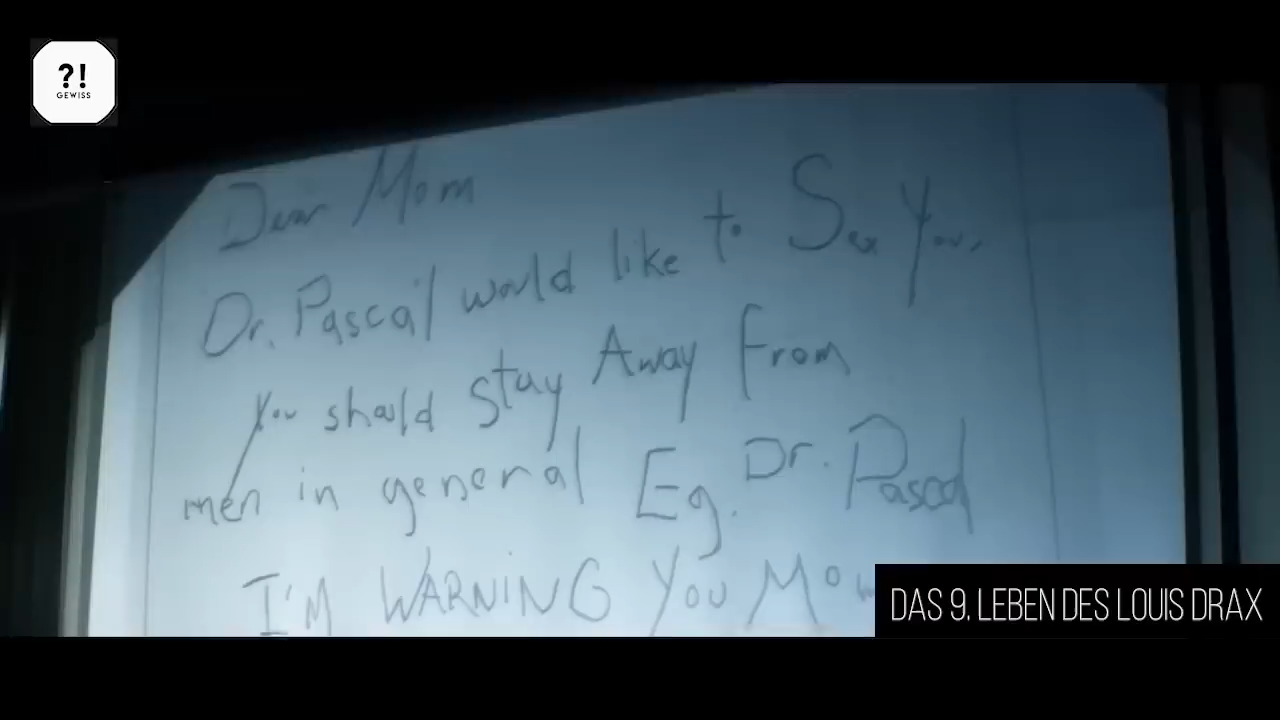 ?!
GEWISS
Dear Mom
Dr. Pascal would like to Sex You.
You should Stay Away From
men in general Eg. Dr. Pascal
I'M WARNING YOU MOM
DAS 9. LEBEN DES LOUIS DRAX